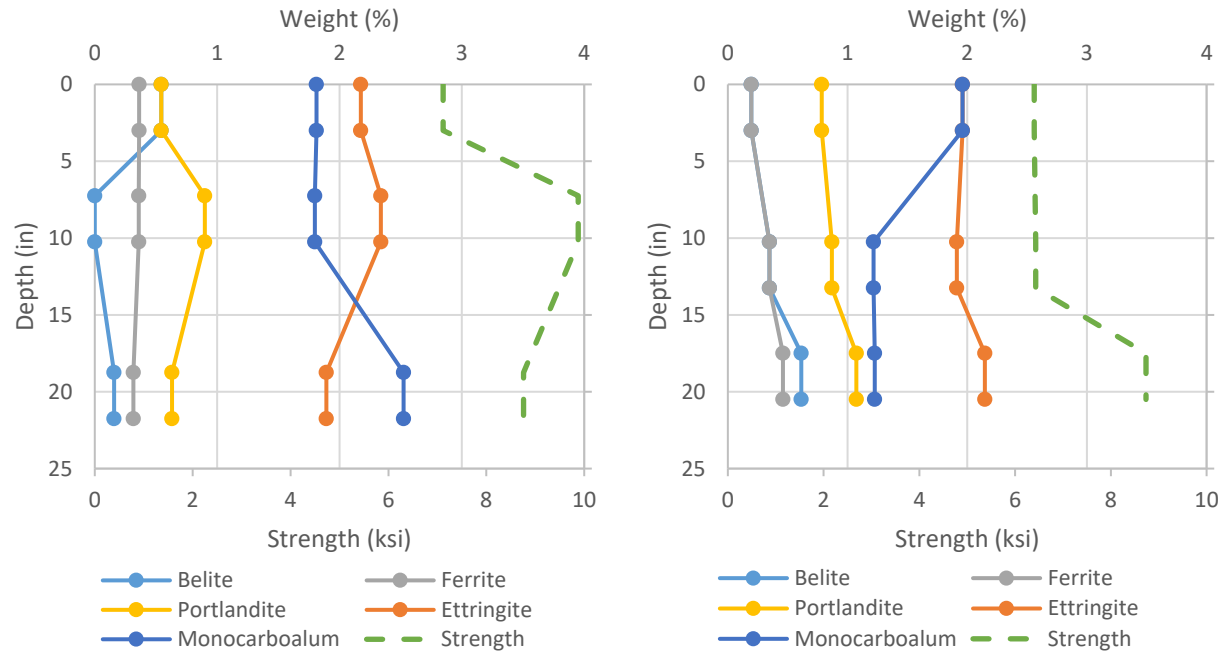 Weight (%)
0 1 2 3 4
0
5
10
15
20
25
Depth (in)
0 2 4 6 8 10
Strength (ksi)
Belite Ferrite
Portlandite Ettringite
Monocarboalum Strength
Weight (%)
0 1 2 3 4
0
5
10
15
20
25
Depth (in)
0 2 4 6 8 10
Strength (ksi)
Belite Ferrite
Portlandite Ettringite
Monocarboalum Strength